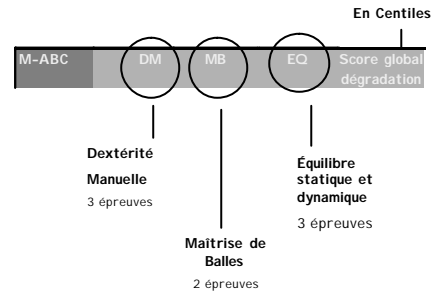 En Centiles
M-ABC DM MB EQ Score global
dégradation
Dextérité
Manuelle
3 épreuves
Équilibre
statique et
dynamique
3 épreuves
Maîtrise de
Balles
2 épreuves